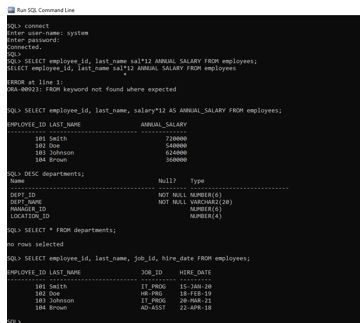 Run SQL Command Line
SQL> connect
Enter user-name: system
Enter password:
Connected.
SQL>
SQL> SELECT employee_id, last_name sal*12 ANNUAL SALARY FROM employees;
SELECT employee_id, last_name sal*12 ANNUAL SALARY FROM employees
*
ERROR at line 1:
ORA-00923: FROM keyword not found where expected
SQL> SELECT employee_id, last_name, salary*12 AS ANNUAL_SALARY FROM employees;
EMPLOYEE_ID LAST_NAME ANNUAL_SALARY
----------- -------------------- -------------
101 Smith 720000
102 Doe 540000
103 Johnson 624000
104 Brown 360000
SQL> DESC departments;
Name Null? Type
----------------------------------------- -------- ----------------------------
DEPT_ID NOT NULL NUMBER(6)
DEPT_NAME NOT NULL VARCHAR2(20)
MANAGER_ID NUMBER(6)
LOCATION_ID NUMBER(4)
SQL> SELECT * FROM departments;
no rows selected
SQL> SELECT employee_id, last_name, job_id, hire_date FROM employees;
EMPLOYEE_ID LAST_NAME JOB_ID HIRE_DATE
----------- -------------------- ---------- ---------
101 Smith IT_PROG 15-JAN-20
102 Doe HR-PRG 18-FEB-19
103 Johnson IT_PROG 20-MAR-21
104 Brown AD-ASST 22-APR-18
SQL>